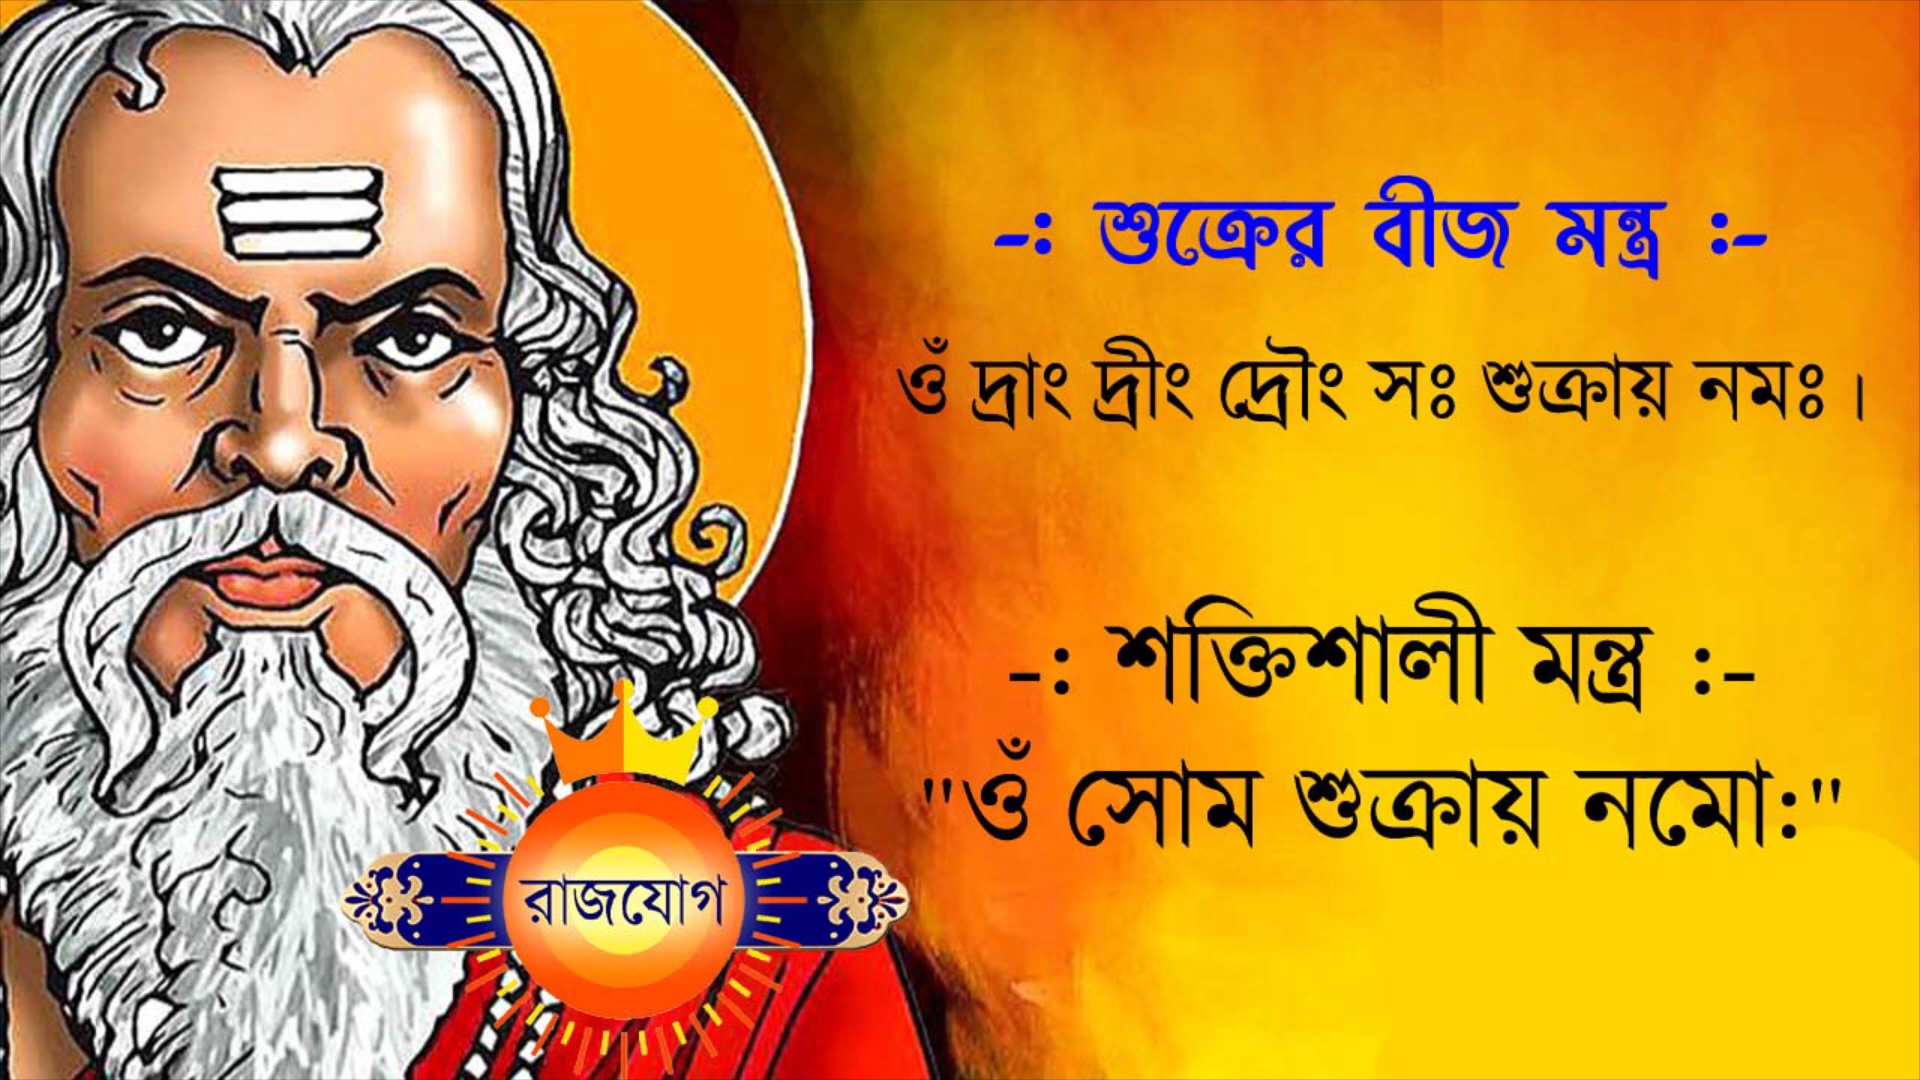 -: শুক্রের বীজ মন্ত্র :-
ওঁ দ্রাং দ্রীং দ্রৌং সঃ শুক্রায় নমঃ।
-: শক্তিশালী মন্ত্র :-
"ওঁ সোম শুক্রায় নমো:"
রাজযোগ